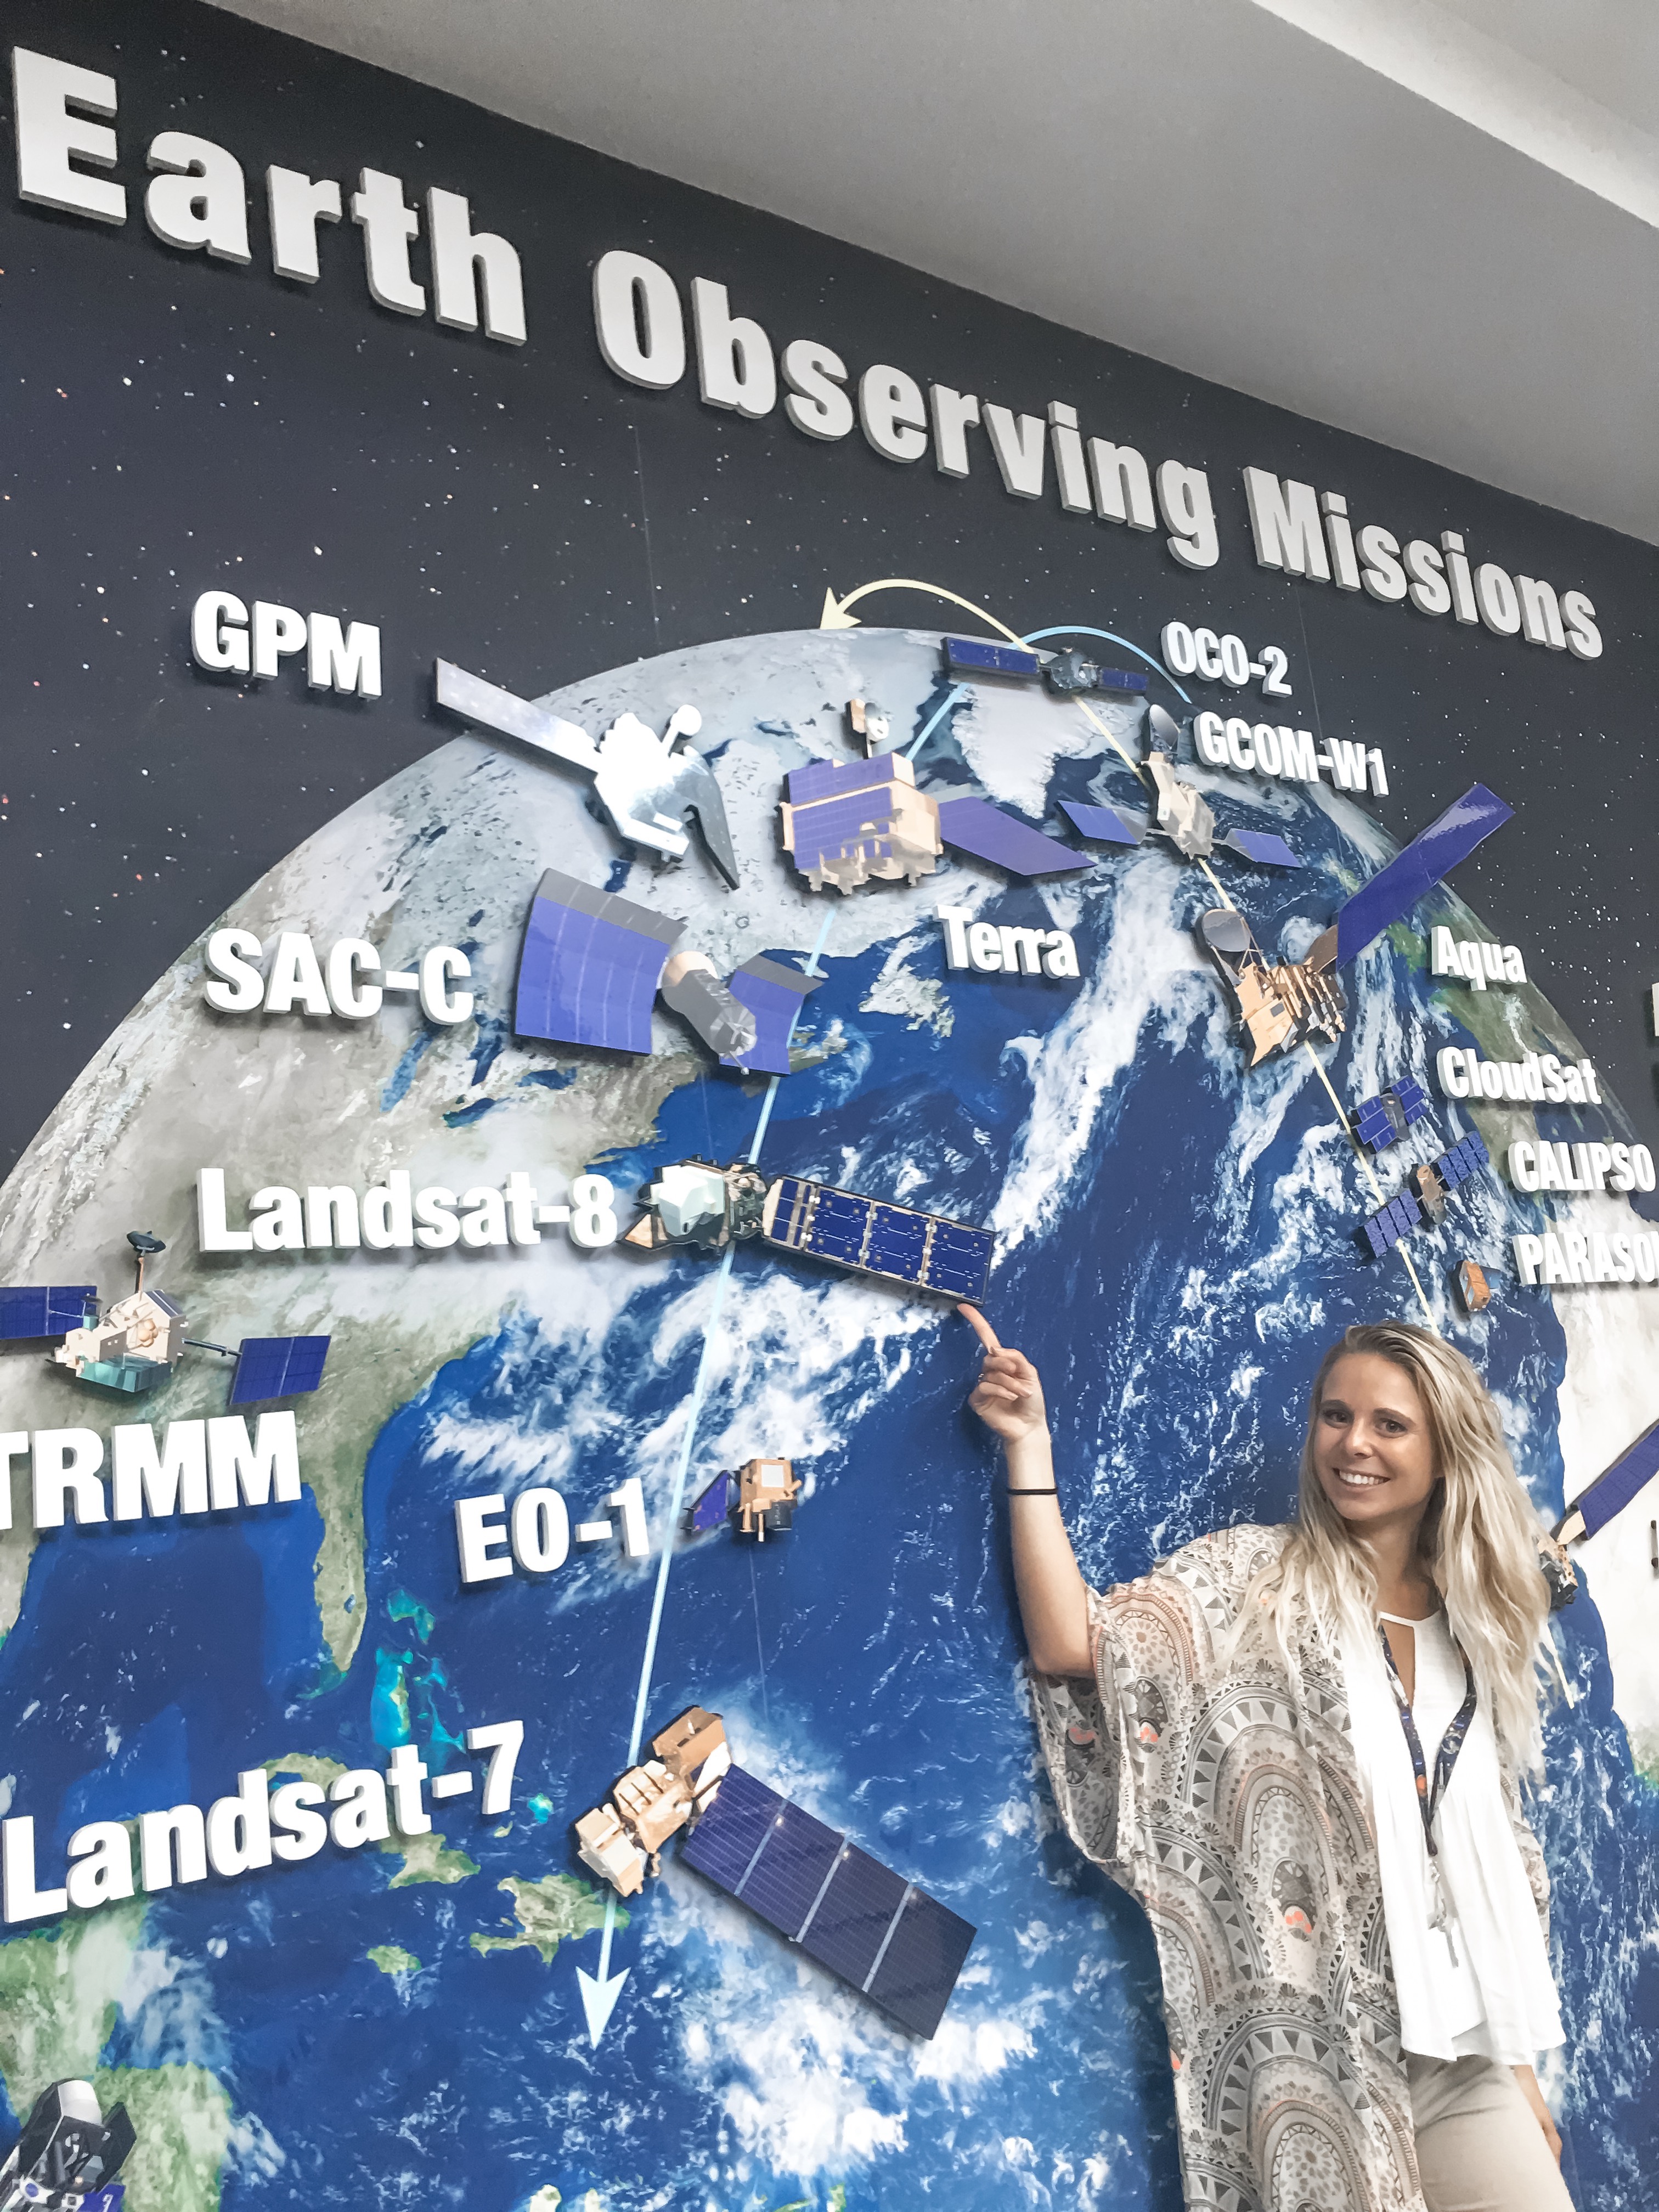 Earth Observing Missions
GPM
OCO-2
GCOM-W1
SAC-C
Terra
Aqua
CloudSat
Landsat-8
CALIPSO
PARASOL
TRMM
EO-1
Landsat-7